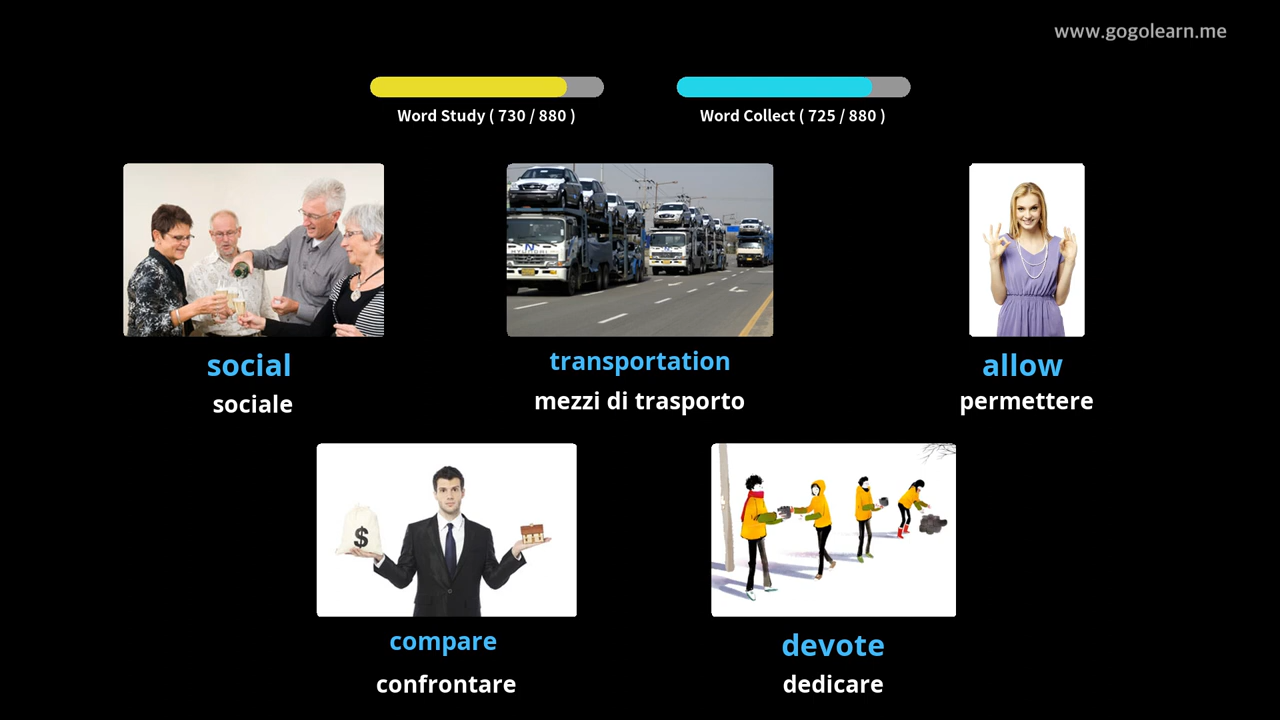 www.gogolearn.me
Word Study ( 730 / 880 )
Word Collect ( 725 / 880 )
social
sociale
transportation
mezzi di trasporto
allow
permettere
$
compare
confrontare
devote
dedicare